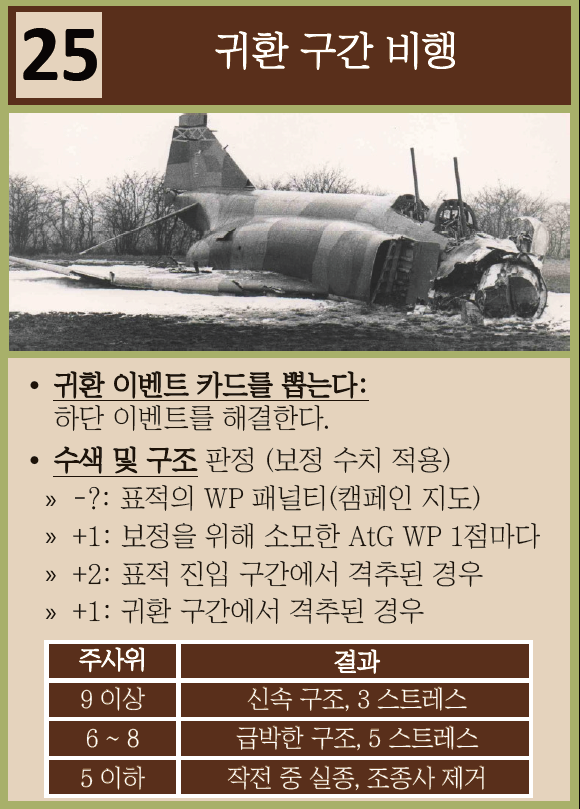 25
귀환 구간 비행
• 귀환 이벤트 카드를 뽑는다:
하단 이벤트를 해결한다.
• 수색 및 구조 판정 (보정 수치 적용)
» -?: 표적의 WP 패널티(캠페인 지도)
» +1: 보정을 위해 소모한 AtG WP 1점마다
» +2: 표적 진입 구간에서 격추된 경우
» +1: 귀환 구간에서 격추된 경우
주사위 결과
9 이상 신속 구조, 3 스트레스
6 ~ 8 급박한 구조, 5 스트레스
5 이하 작전 중 실종, 조종사 제거